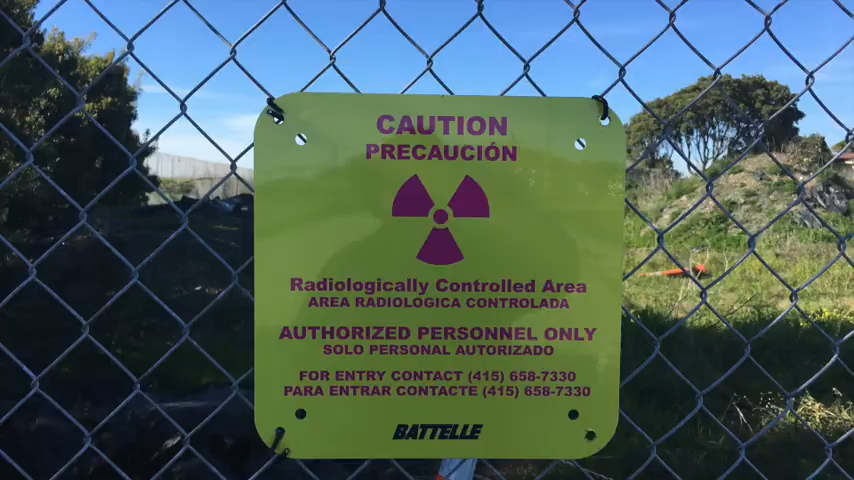 CAUTION
PRECAUCIÓN
Radiologically Controlled Area
AREA RADIOLOGICA CONTROLADA
AUTHORIZED PERSONNEL ONLY
SOLO PERSONAL AUTORIZADO
FOR ENTRY CONTACT (415) 658-7330
PARA ENTRAR CONTACTE (415) 658-7330
BATTELLE